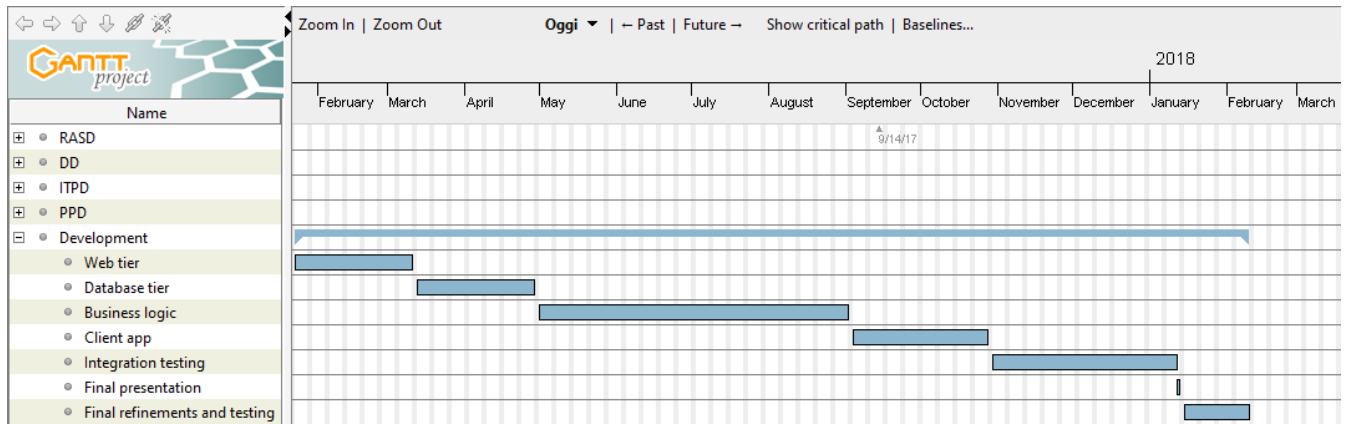 Zoom In | Zoom Out Oggi ▼ | ← Past | Future → Show critical path | Baselines...
GANTT
project
2018
Name
February March April May June July August September October November December January February March
RASD
9/14/17
DD
ITPD
PPD
Development
Web tier
Database tier
Business logic
Client app
Integration testing
Final presentation
Final refinements and testing